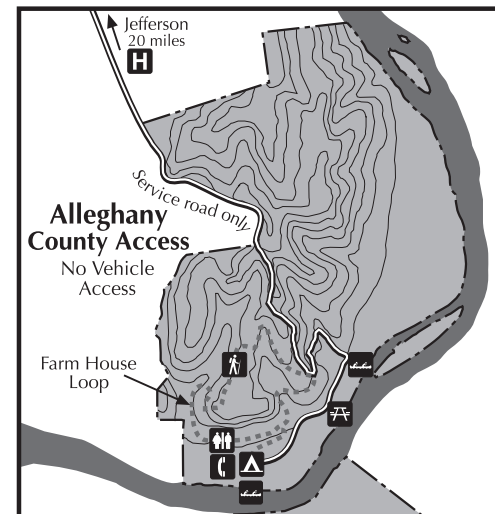 Jefferson
20 miles
H
Service road only
Alleghany
County Access
No Vehicle
Access
Farm House
Loop